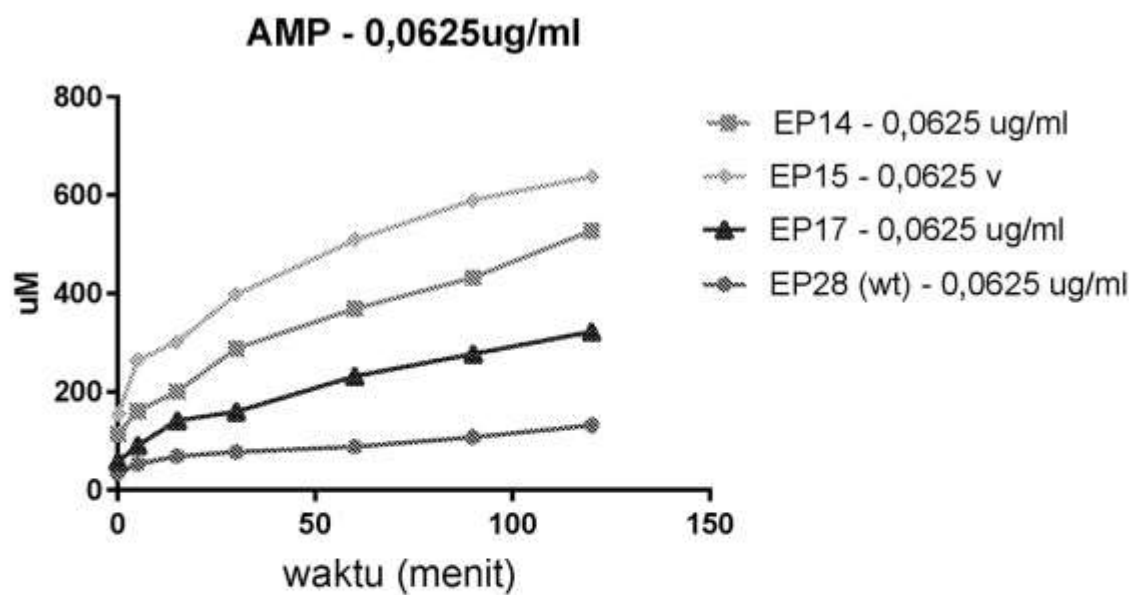 AMP - 0,0625ug/ml
800
600
400
200
0
uM
0
50
100
150
waktu (menit)
EP14 - 0,0625 ug/ml
EP15 - 0,0625 v
EP17 - 0,0625 ug/ml
EP28 (wt) - 0,0625 ug/ml